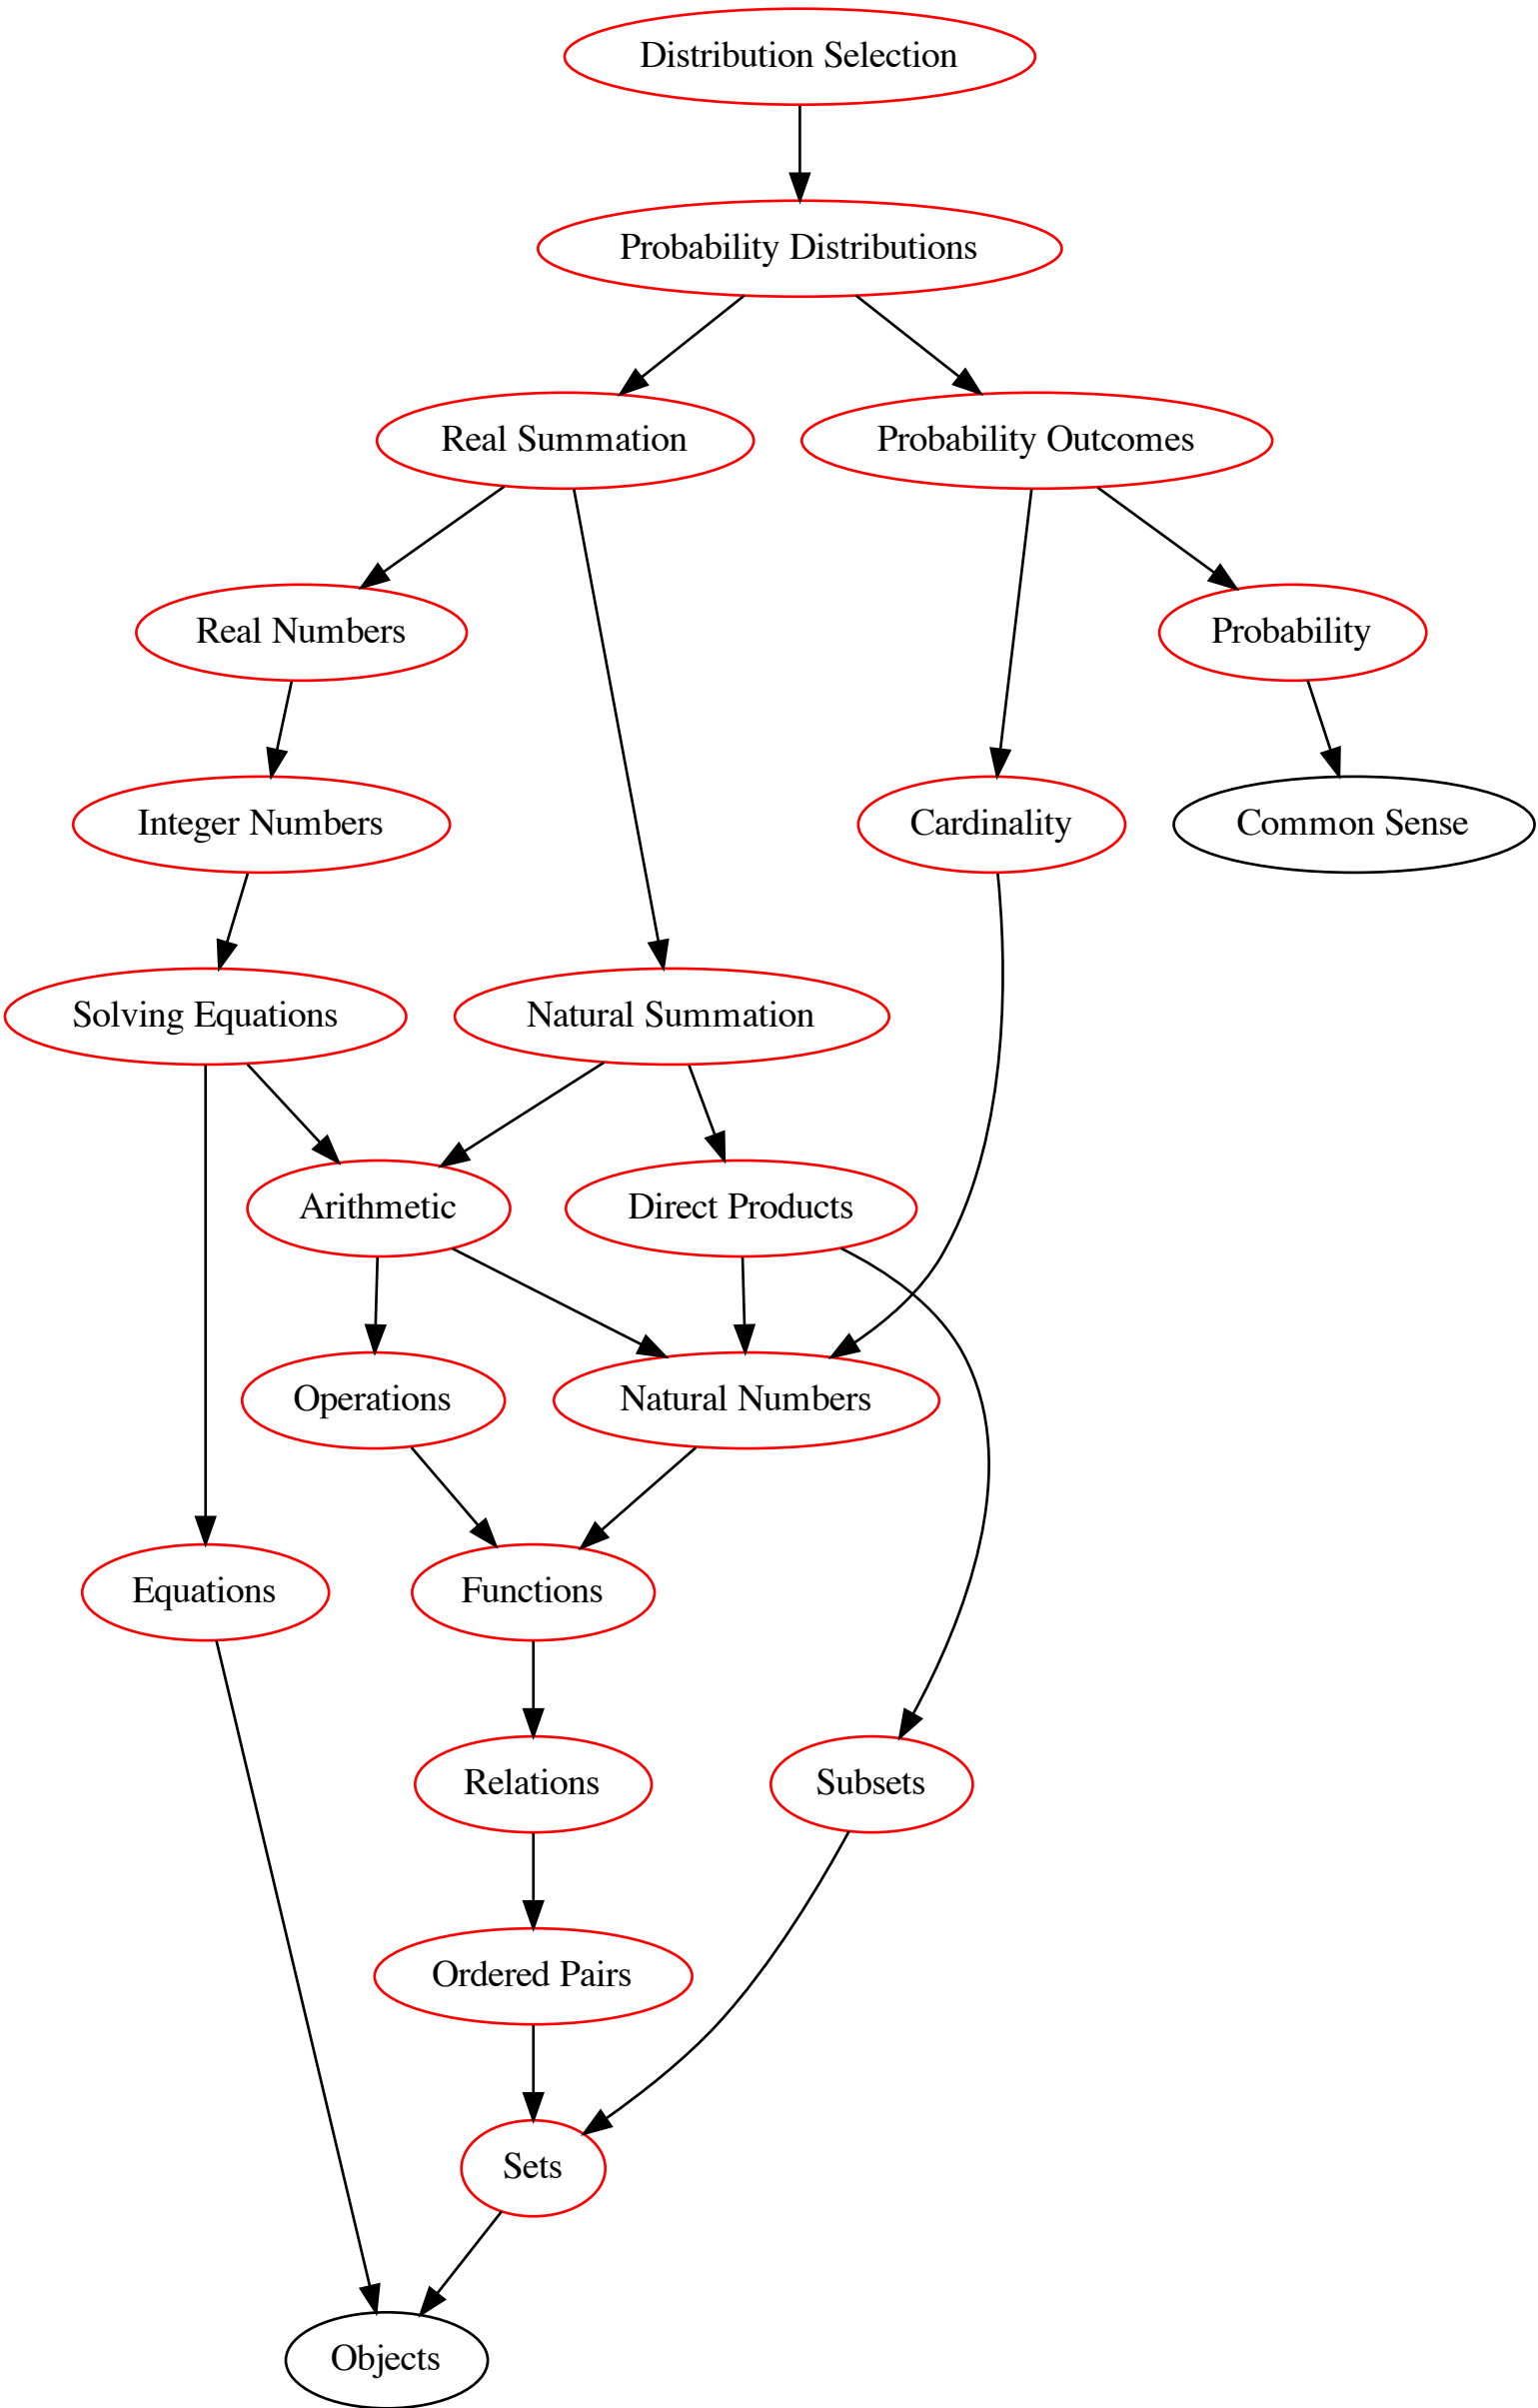 Distribution Selection
Probability Distributions
Real Summation
Probability Outcomes
Real Numbers
Probability
Integer Numbers
Cardinality
Common Sense
Solving Equations
Natural Summation
Arithmetic
Direct Products
Operations
Natural Numbers
Equations
Functions
Relations
Subsets
Ordered Pairs
Sets
Objects